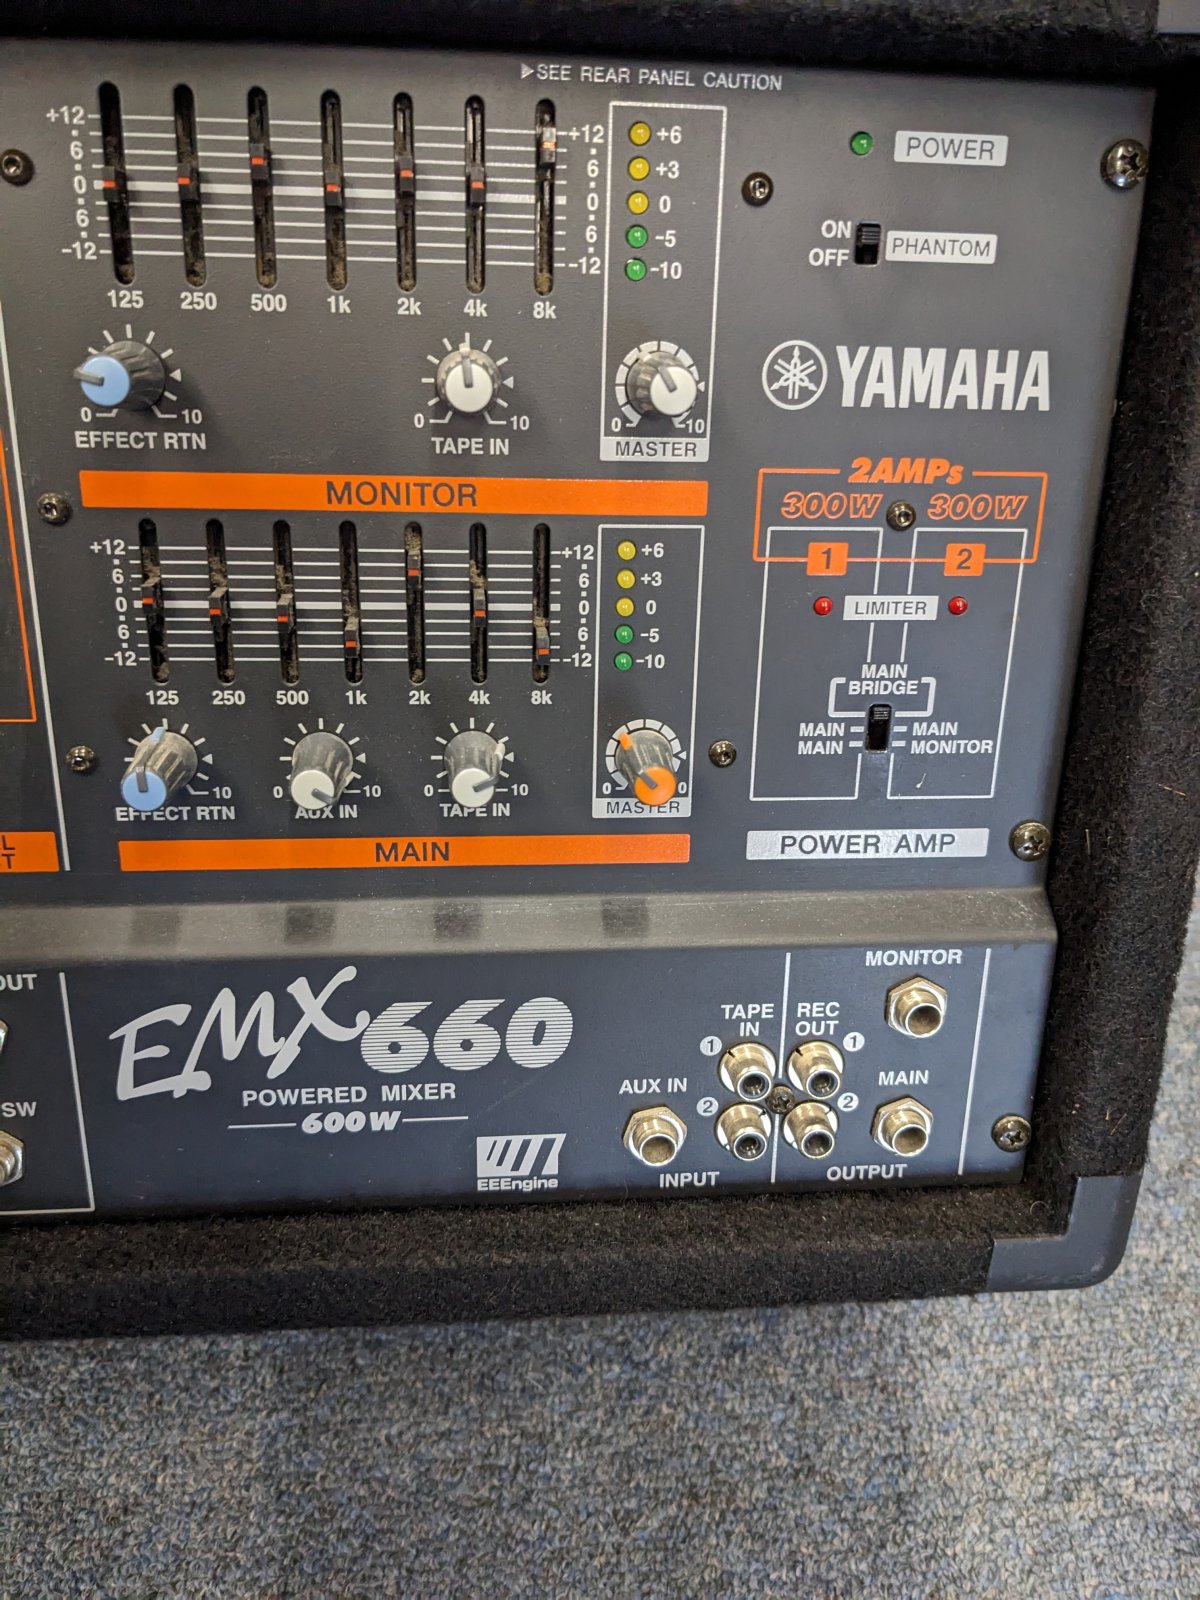 ▶SEE REAR PANEL CAUTION
+12
6
0
6
-12
+12
6
0
6
-12
125 250 500 1k 2k 4k 8k
+6
+3
0
-5
-10
POWER
ON
OFF
PHANTOM
0 10
EFFECT RTN
0 10
TAPE IN
0 10
MASTER
YAMAHA
MONITOR
2AMPs
300W 300W
1 2
LIMITER
MAIN
BRIDGE
MAIN MAIN
MAIN MONITOR
POWER AMP
+12
6
0
6
-12
+12
6
0
6
-12
125 250 500 1k 2k 4k 8k
+6
+3
0
-5
-10
10
EFFECT RTN
0 10
AUX IN
0 10
TAPE IN
0 0
MASTER
MAIN
L
T
OUT
SW
EMX660
POWERED MIXER
600W
EEEngine
AUX IN
TAPE
IN
1
2
INPUT
REC
OUT
1
2
MONITOR
MAIN
OUTPUT